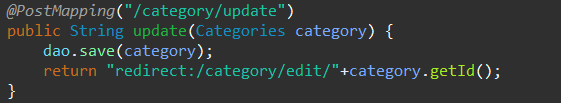 @PostMapping("/category/update")
public String update(Categories category) {
    dao.save(category);
    return "redirect:/category/edit/"+category.getId();
}